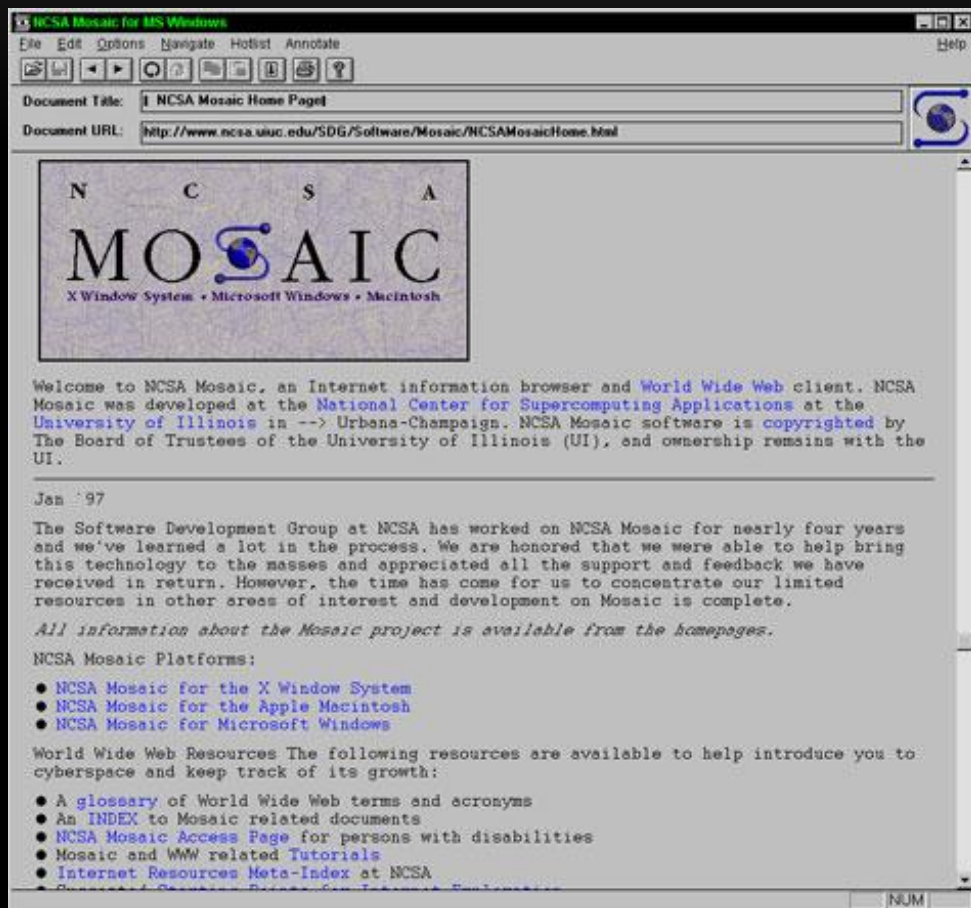 NCSA Mosaic for MS Windows
File Edit Options Navigate Hotlist Annotate Help
Document Title: NCSA Mosaic Home Page
Document URL: http://www.ncsa.uiuc.edu/SDG/Software/Mosaic/NCSAMosaicHome.html
N C S A
MOSAIC
X Window System • Microsoft Windows • Macintosh
Welcome to NCSA Mosaic, an Internet information browser and World Wide Web client. NCSA
Mosaic was developed at the National Center for Supercomputing Applications at the
University of Illinois in --> Urbana-Champaign. NCSA Mosaic software is copyrighted by
The Board of Trustees of the University of Illinois (UI), and ownership remains with the
UI.
Jan '97
The Software Development Group at NCSA has worked on NCSA Mosaic for nearly four years
and we've learned a lot in the process. We are honored that we were able to help bring
this technology to the masses and appreciated all the support and feedback we have
received in return. However, the time has come for us to concentrate our limited
resources in other areas of interest and development on Mosaic is complete.
All information about the Mosaic project is available from the homepages.
NCSA Mosaic Platforms:
● NCSA Mosaic for the X Window System
● NCSA Mosaic for the Apple Macintosh
● NCSA Mosaic for Microsoft Windows
World Wide Web Resources The following resources are available to help introduce you to
cyberspace and keep track of its growth:
● A glossary of World Wide Web terms and acronyms
● An INDEX to Mosaic related documents
● NCSA Mosaic Access Page for persons with disabilities
● Mosaic and WWW related Tutorials
● Internet Resources Meta-Index at NCSA
NUM